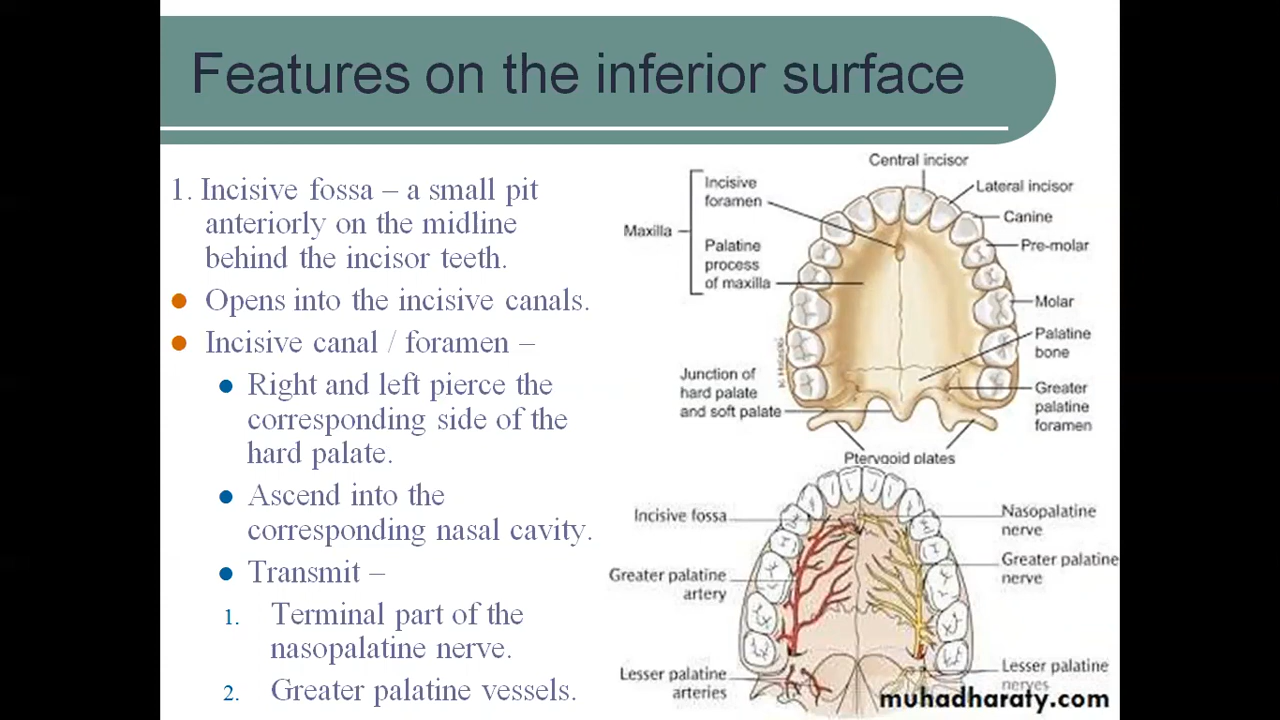 Features on the inferior surface
1. Incisive fossa – a small pit
anteriorly on the midline
behind the incisor teeth.
Opens into the incisive canals.
Incisive canal / foramen –
Right and left pierce the
corresponding side of the
hard palate.
Ascend into the
corresponding nasal cavity.
Transmit –
1. Terminal part of the
nasopalatine nerve.
2. Greater palatine vessels.
Central incisor
Incisive
foramen
Lateral incisor
Canine
Maxilla
Pre-molar
Palatine
process
of maxilla
Molar
Palatine
bone
Junction of
hard palate
and soft palate
Greater
palatine
foramen
Pterygoid plates
Incisive fossa
Nasopalatine
nerve
Greater palatine
artery
Greater palatine
nerve
Lesser palatine
arteries
Lesser palatine
nerves
muhadharaty.com